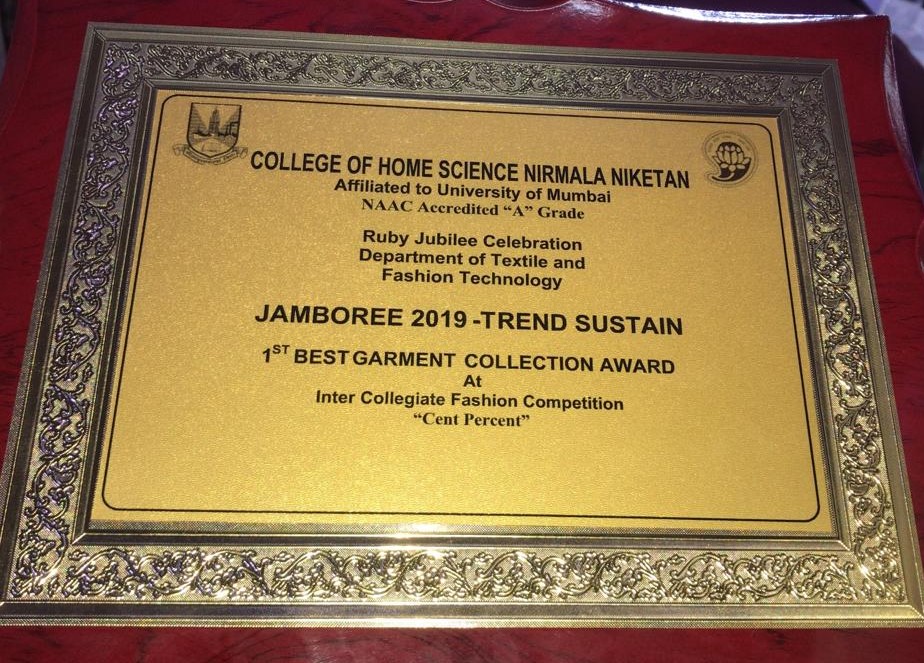 COLLEGE OF HOME SCIENCE NIRMALA NIKETAN
Affiliated to University of Mumbai
NAAC Accredited “A” Grade
Ruby Jubilee Celebration
Department of Textile and
Fashion Technology
JAMBOREE 2019 -TREND SUSTAIN
1ST BEST GARMENT COLLECTION AWARD
At
Inter Collegiate Fashion Competition
“Cent Percent”